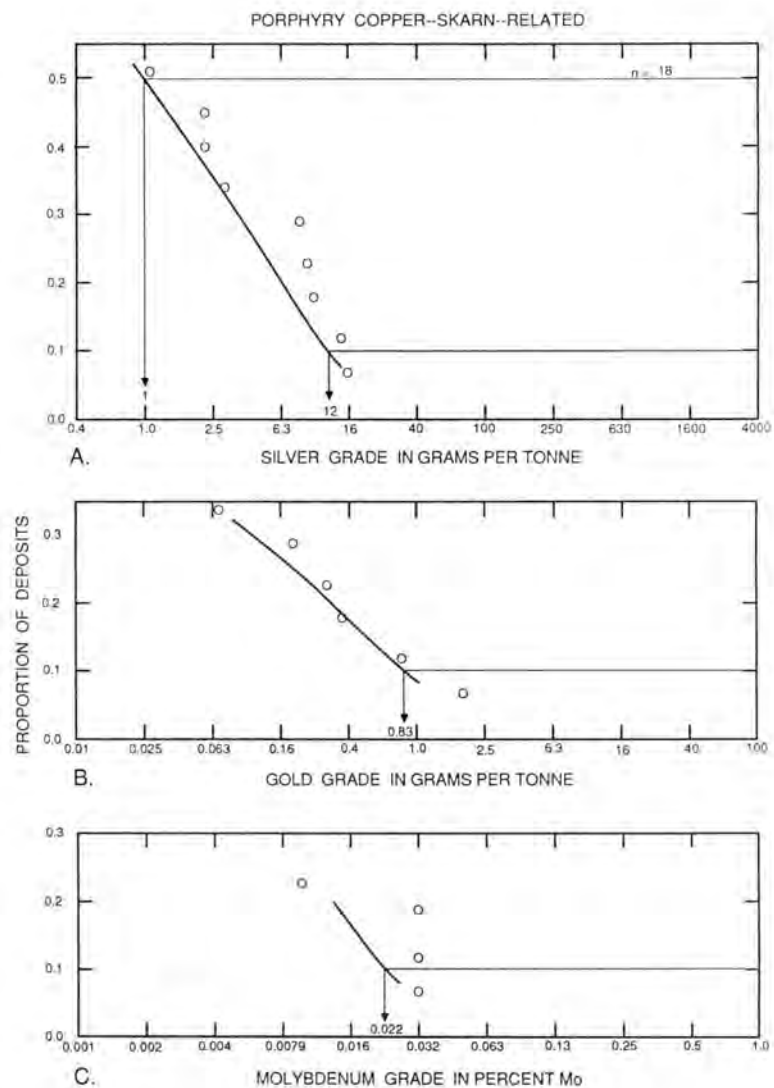 PORPHYRY COPPER--SKARN--RELATED
n = 18
0.5
0.4
0.3
0.2
0.1
0.0
1
12
0.4 1.0 2.5 6.3 16 40 100 250 630 1600 4000
A. SILVER GRADE IN GRAMS PER TONNE
PROPORTION OF DEPOSITS
0.3
0.2
0.1
0.0
0.83
0.01 0.025 0.063 0.16 0.4 1.0 2.5 6.3 16 40 100
B. GOLD GRADE IN GRAMS PER TONNE
0.3
0.2
0.1
0.0
0.022
0.001 0.002 0.004 0.0079 0.016 0.032 0.063 0.13 0.25 0.5 1.0
C. MOLYBDENUM GRADE IN PERCENT Mo